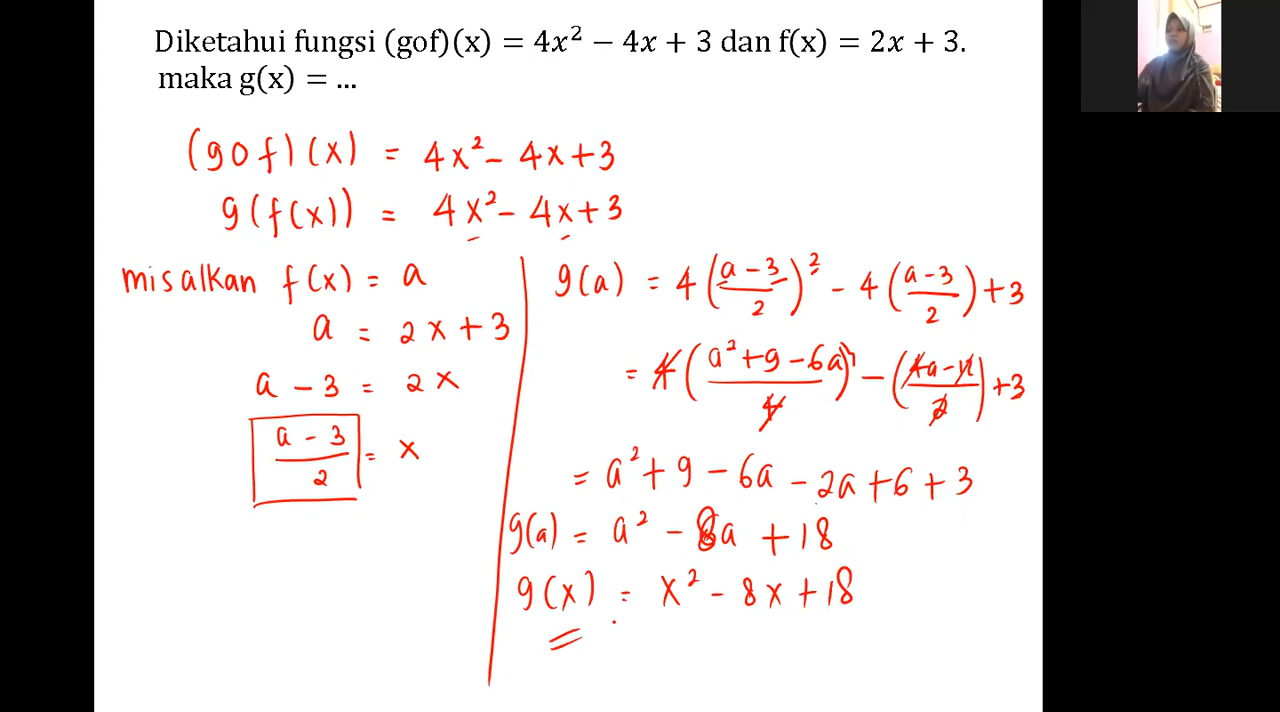 Diketahui fungsi (gof)(x) = 4x² − 4x + 3 dan f(x) = 2x + 3.
maka g(x) = ...
(gof)(x) = 4x² - 4x + 3
g(f(x)) = 4x² - 4x + 3
misalkan f(x) = a
a = 2x + 3
a - 3 = 2x
(a - 3)/2 = x
g(a) = 4((a - 3)/2)² - 4((a - 3)/2) + 3
= 4((a² + 9 - 6a)/4) - ((4a - 12)/2) + 3
= a² + 9 - 6a - 2a + 6 + 3
g(a) = a² - 8a + 18
g(x) = x² - 8x + 18